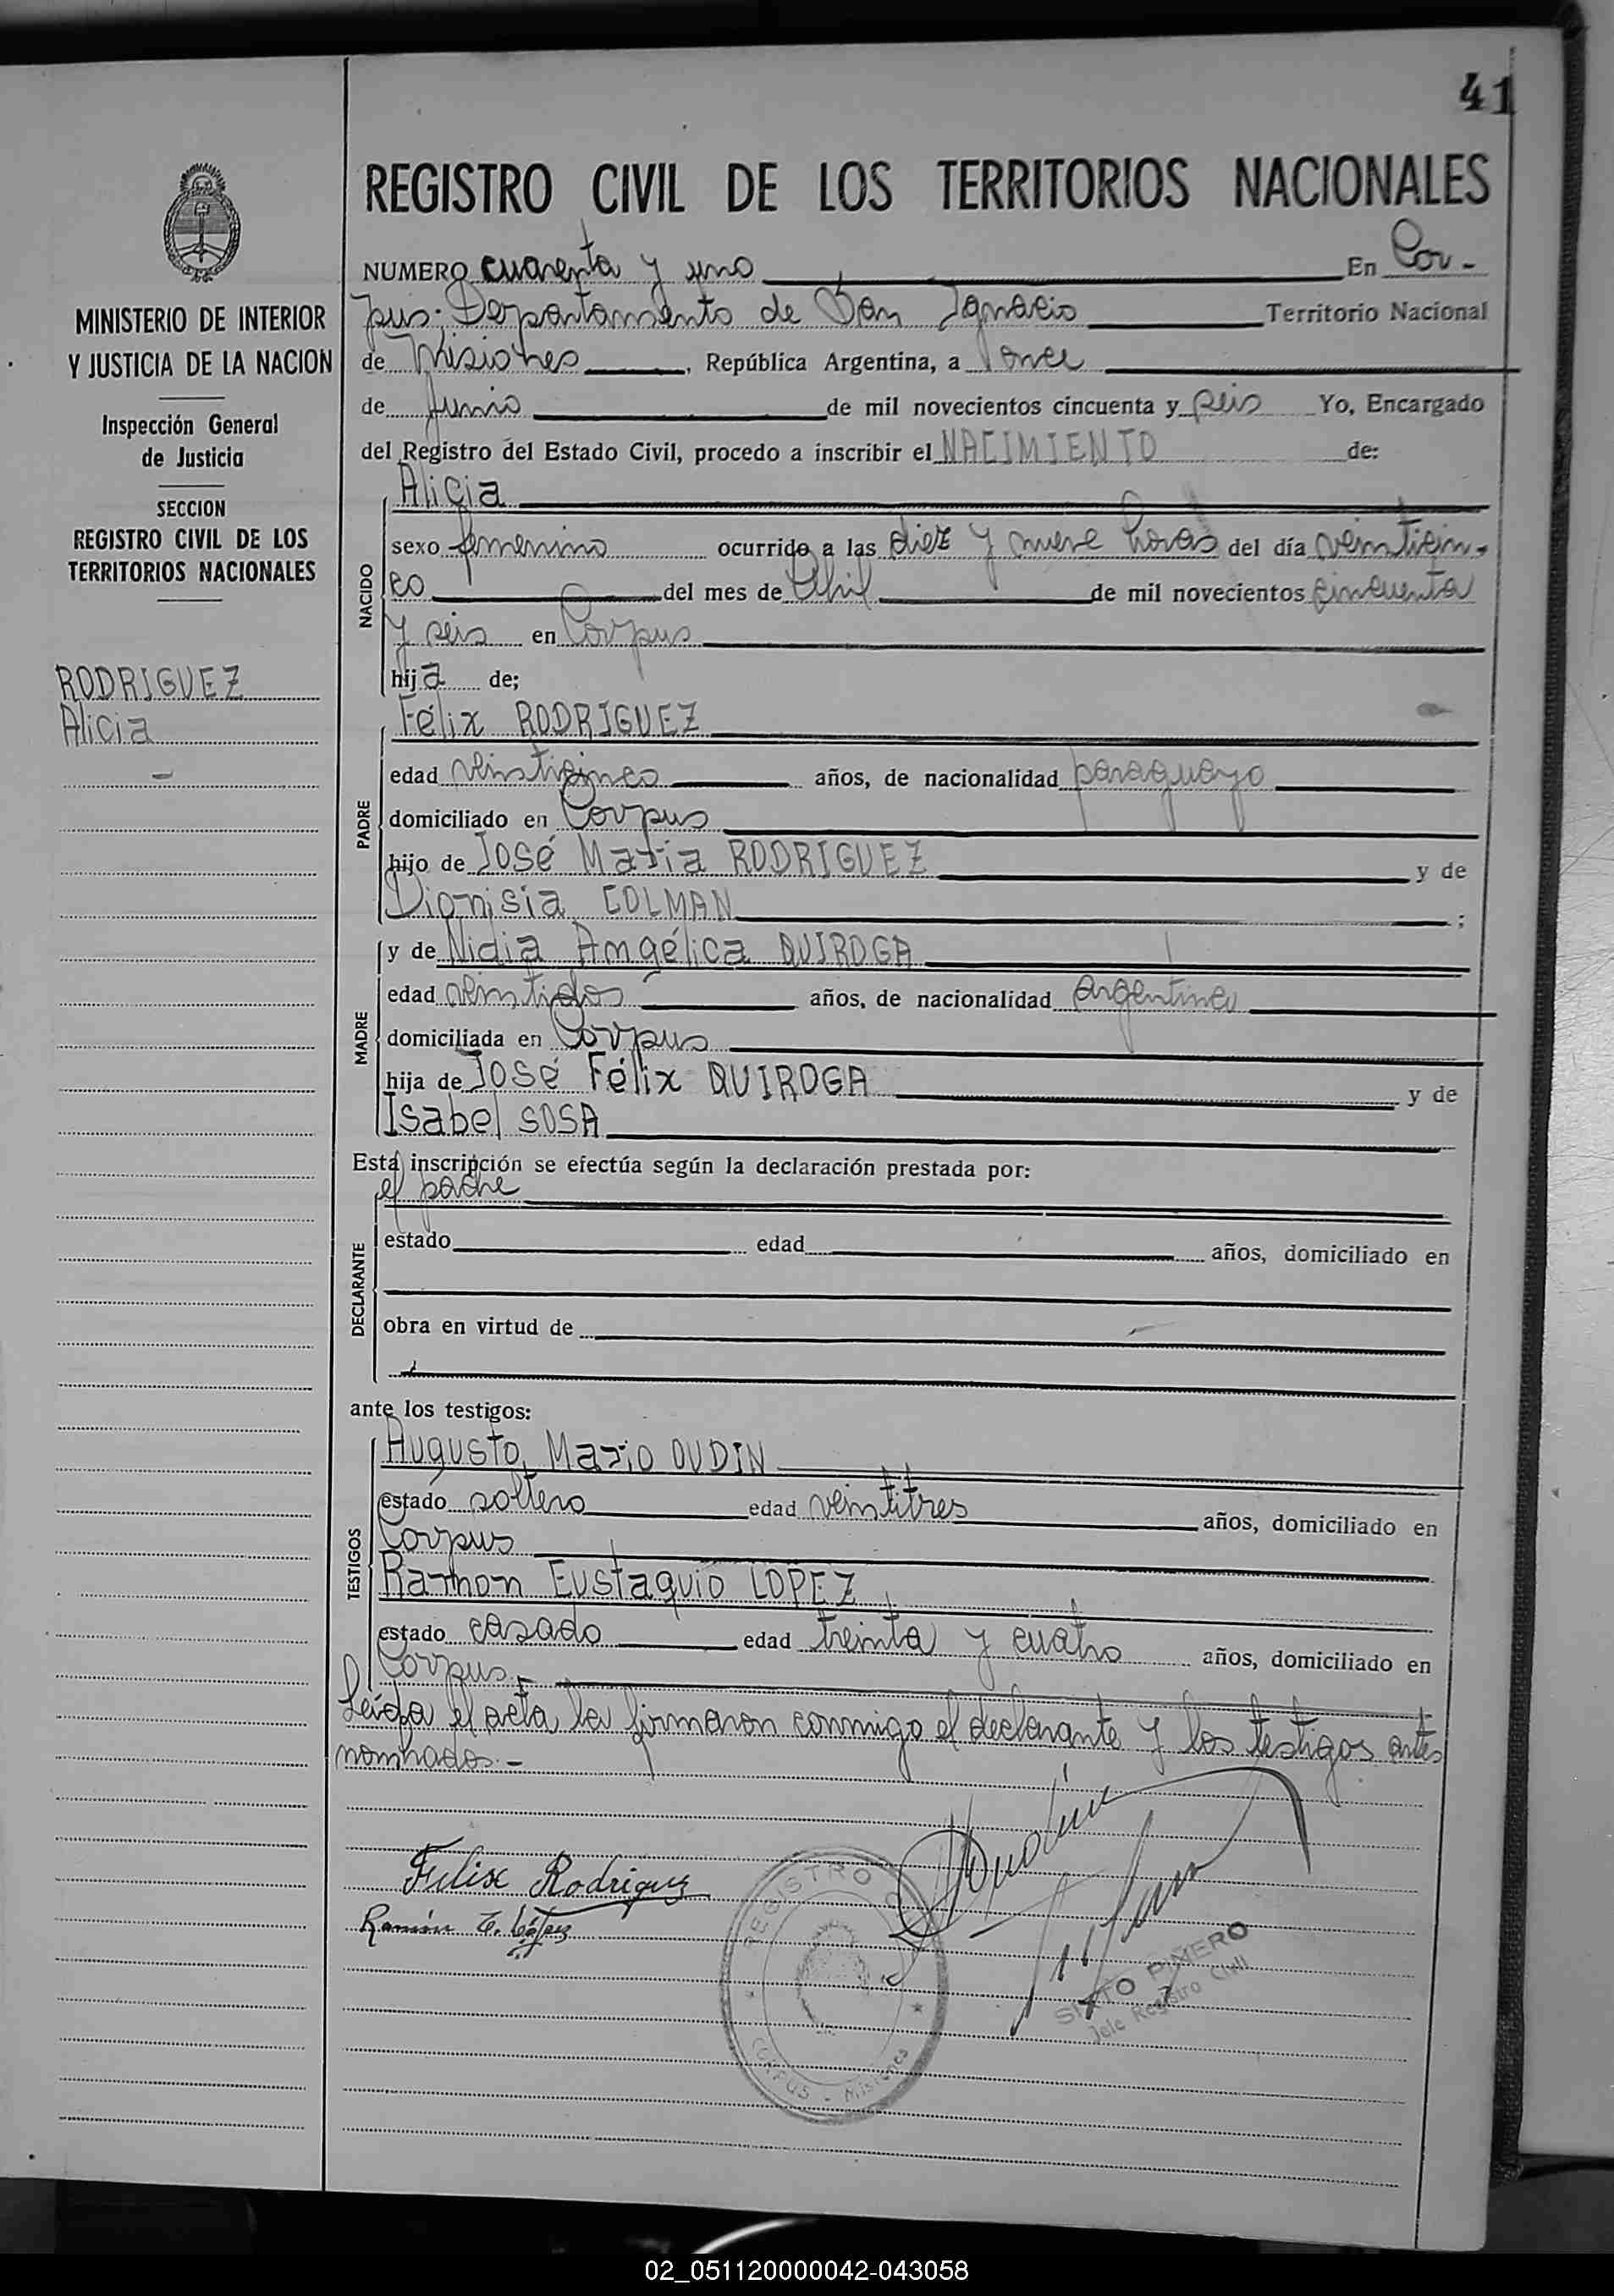 41
REGISTRO CIVIL DE LOS TERRITORIOS NACIONALES
NUMERO cuarenta y uno En Cor-
pus; Departamento de San Ignacio Territorio Nacional
de Misiones, República Argentina, a once
de Junio de mil novecientos cincuenta y seis Yo, Encargado
del Registro del Estado Civil, procedo a inscribir el NACIMIENTO de:
NACIDO
Alicia
sexo femenino ocurrido a las diez y nueve horas del día veinticin-
co del mes de Abril de mil novecientos cincuenta
y seis en Corpus
hija de;
PADRE
Félix RODRIGUEZ
edad veinticinco años, de nacionalidad paraguayo
domiciliado en Corpus
hijo de José María RODRIGUEZ y de
Dionisia COLMAN ;
MADRE
y de Nidia Angélica QUIROGA
edad veintidos años, de nacionalidad argentina
domiciliada en Corpus
hija de José Félix QUIROGA y de
Isabel SOSA
Esta inscripción se efectúa según la declaración prestada por:
DECLARANTE
el padre
estado edad años, domiciliado en
obra en virtud de
ante los testigos:
TESTIGOS
Augusto Mario OUDIN
estado soltero edad veintitres años, domiciliado en
Corpus
Ramon Eustaquio LOPEZ
estado casado edad treinta y cuatro años, domiciliado en
Corpus.-
Leída el acta la firmaron conmigo el declarante y los testigos antes
nombrados.-
Felix Rodriguez
Oudin
Ramón E. López
REGISTRO
CORPUS - Misiones
SIXTO PIÑERO
Jefe Registro Civil
MINISTERIO DE INTERIOR
Y JUSTICIA DE LA NACION
Inspección General
de Justicia
SECCION
REGISTRO CIVIL DE LOS
TERRITORIOS NACIONALES
RODRIGUEZ
Alicia
-
02_051120000042-043058